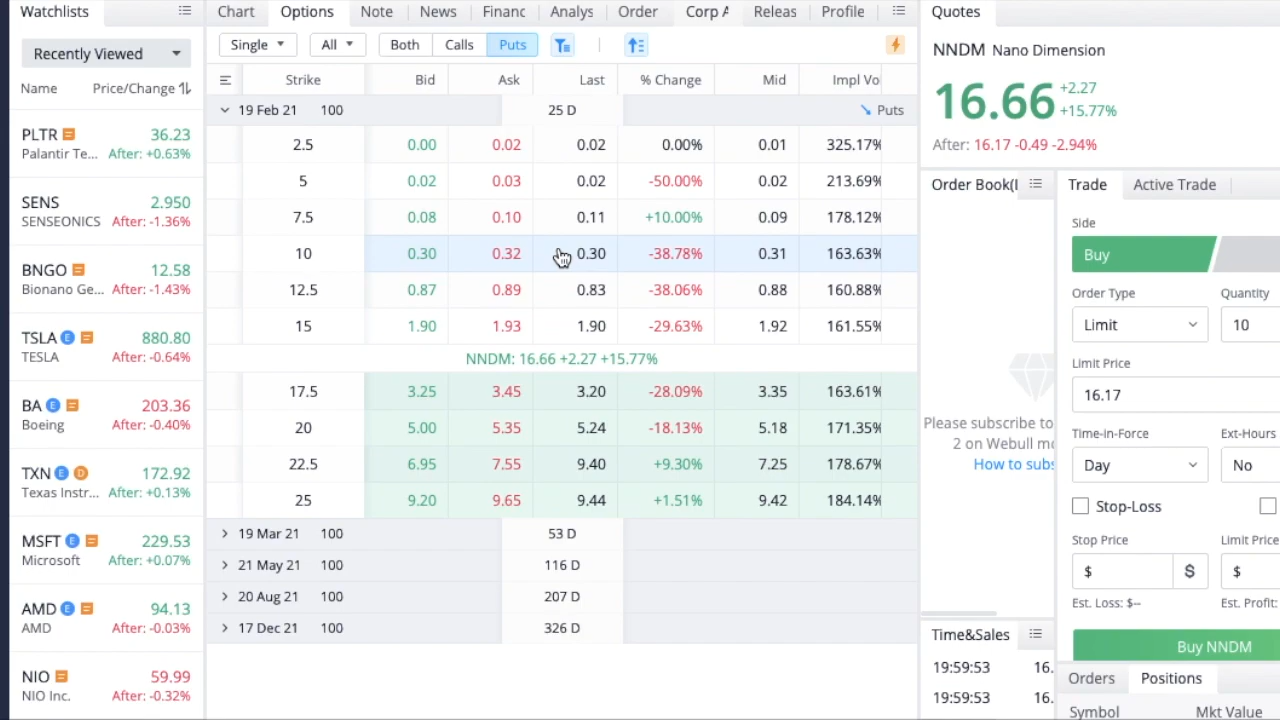 Watchlists
Recently Viewed
Name Price/Change
PLTR 36.23
Palantir Te... After: +0.63%
SENS 2.950
SENSEONICS After: -1.36%
BNGO 12.58
Bionano Ge... After: -1.43%
TSLA E 880.80
TESLA After: -0.64%
BA E 203.36
Boeing After: -0.40%
TXN E D 172.92
Texas Instr... After: +0.13%
MSFT E 229.53
Microsoft After: +0.07%
AMD E 94.13
AMD After: -0.03%
NIO 59.99
NIO Inc. After: -0.32%
Chart Options Note News Financ Analys Order Corp A Releas Profile
Single All Both Calls Puts
Strike Bid Ask Last % Change Mid Impl Vo
19 Feb 21 100 25 D Puts
2.5 0.00 0.02 0.02 0.00% 0.01 325.17%
5 0.02 0.03 0.02 -50.00% 0.02 213.69%
7.5 0.08 0.10 0.11 +10.00% 0.09 178.12%
10 0.30 0.32 0.30 -38.78% 0.31 163.63%
12.5 0.87 0.89 0.83 -38.06% 0.88 160.88%
15 1.90 1.93 1.90 -29.63% 1.92 161.55%
NNDM: 16.66 +2.27 +15.77%
17.5 3.25 3.45 3.20 -28.09% 3.35 163.61%
20 5.00 5.35 5.24 -18.13% 5.18 171.35%
22.5 6.95 7.55 9.40 +9.30% 7.25 178.67%
25 9.20 9.65 9.44 +1.51% 9.42 184.14%
19 Mar 21 100 53 D
21 May 21 100 116 D
20 Aug 21 100 207 D
17 Dec 21 100 326 D
Quotes
NNDM Nano Dimension
16.66 +2.27
+15.77%
After: 16.17 -0.49 -2.94%
Order Book(
Please subscribe to
2 on Webull mo
How to subs
Time&Sales
19:59:53 16.
19:59:53 16.
Trade Active Trade
Side
Buy
Order Type Quantity
Limit 10
Limit Price
16.17
Time-in-Force Ext-Hours
Day No
Stop-Loss
Stop Price Limit Price
$ $ $
Est. Loss: $-- Est. Profit:
Buy NNDM
Orders Positions
Symbol Mkt Value